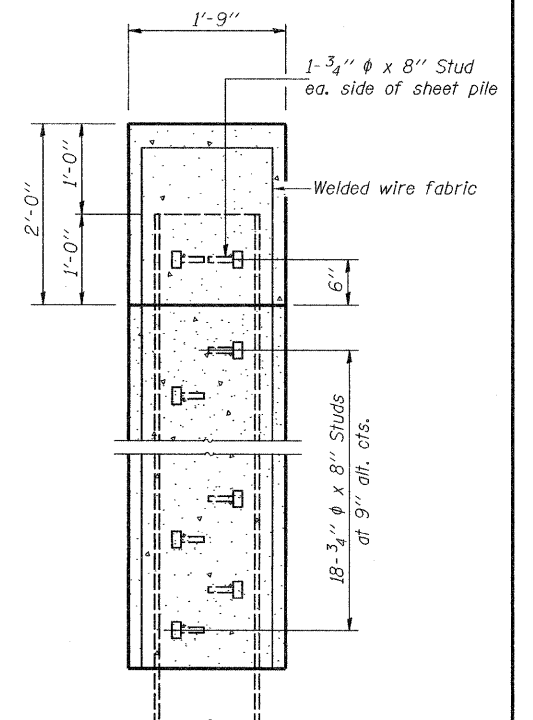 1'-9"
1-3/4" ϕ x 8" Stud
ea. side of sheet pile
Welded wire fabric
2'-0"
1'-0"
1'-0"
6"
18-3/4" ϕ x 8" Studs
at 9" alt. cts.